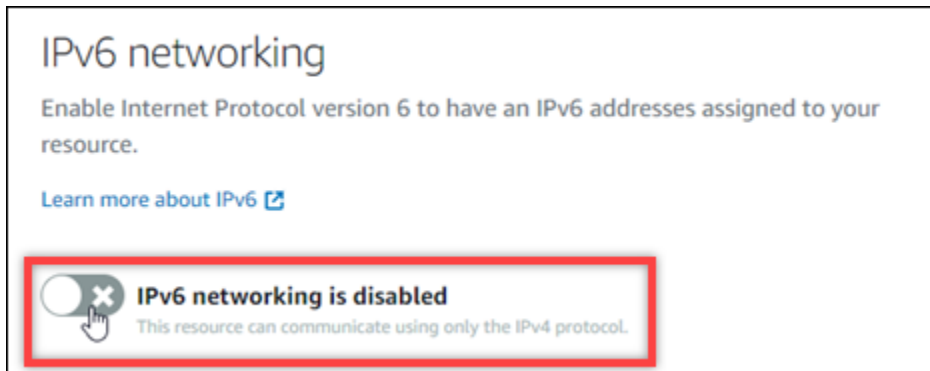 IPv6 networking
Enable Internet Protocol version 6 to have an IPv6 addresses assigned to your
resource.
Learn more about IPv6
IPv6 networking is disabled
This resource can communicate using only the IPv4 protocol.